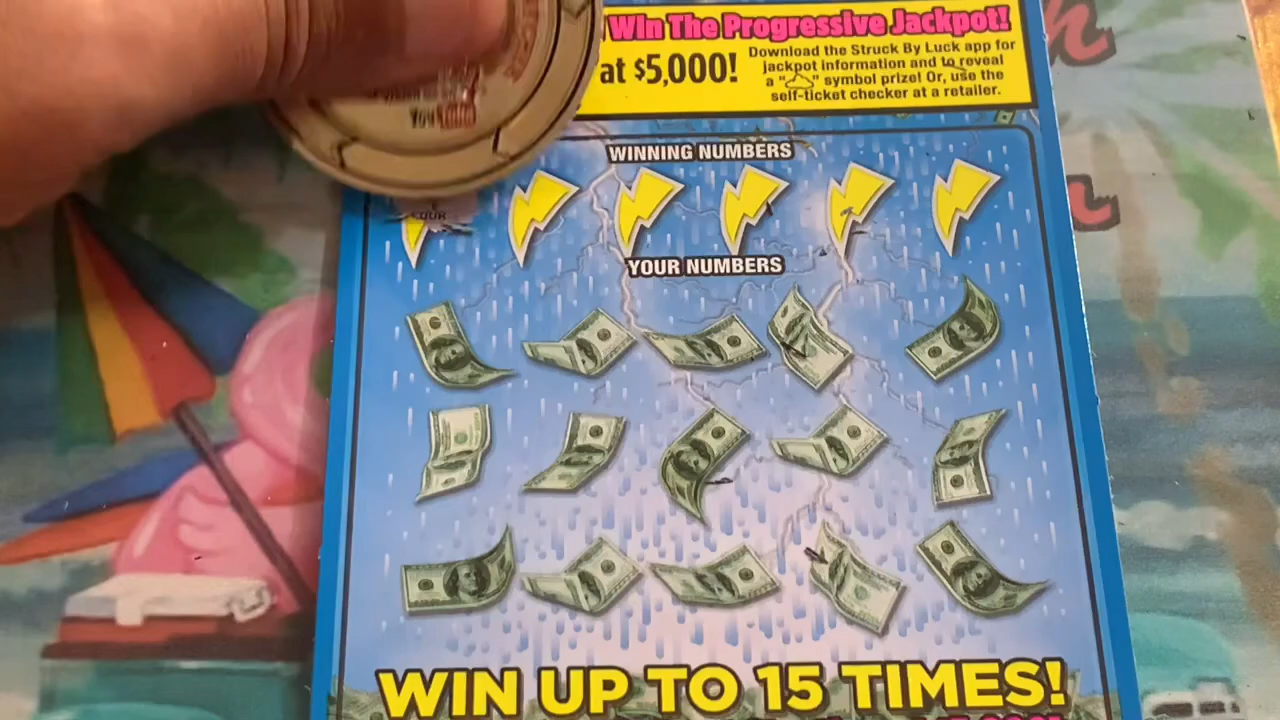 Win The Progressive Jackpot!
at $5,000!
Download the Struck By Luck app for
jackpot information and to reveal
a " " symbol prize! Or, use the
self-ticket checker at a retailer.
WINNING NUMBERS
YOUR NUMBERS
WIN UP TO 15 TIMES!